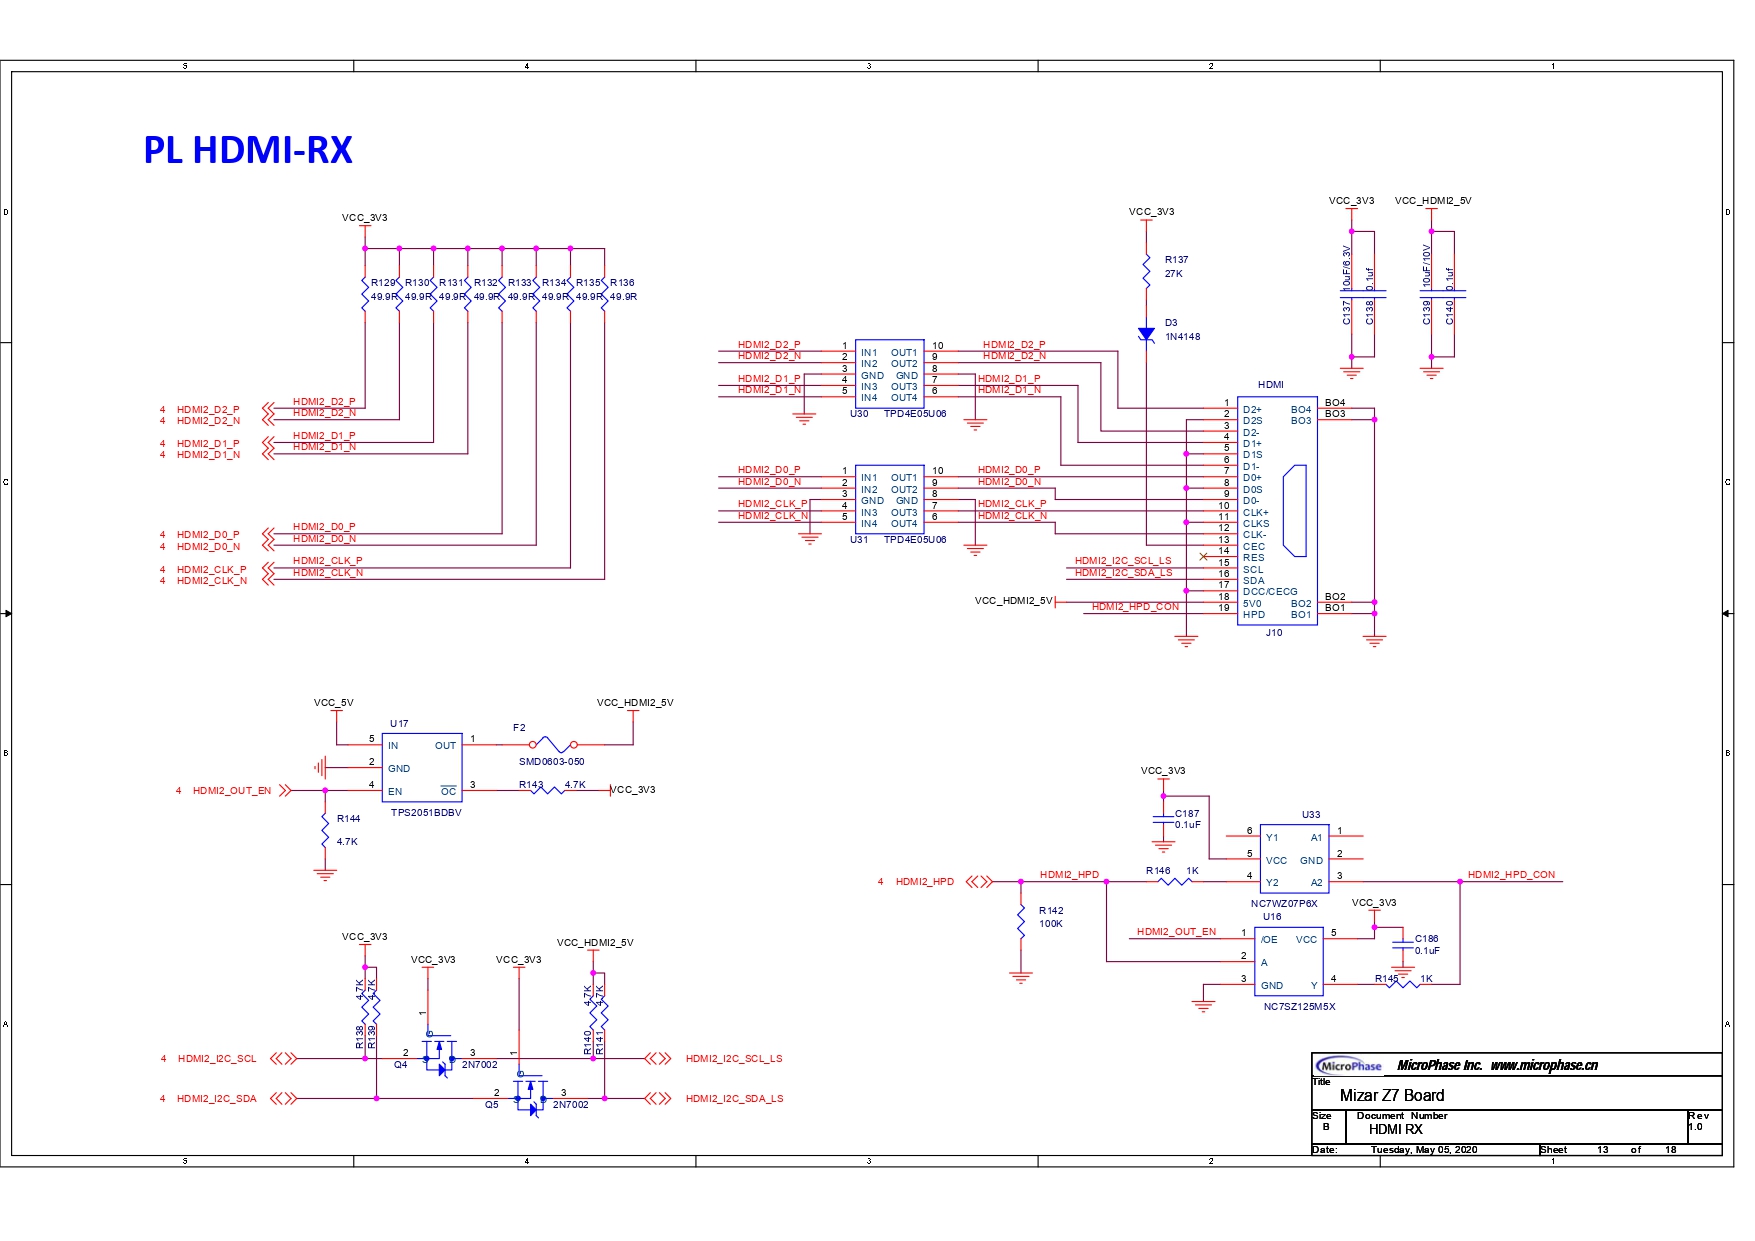 5 4 3 2 1
PL HDMI-RX
D D
VCC_3V3
R129 R130 R131 R132 R133 R134 R135 R136
49.9R 49.9R 49.9R 49.9R 49.9R 49.9R 49.9R 49.9R
4 HDMI2_D2_P HDMI2_D2_P
4 HDMI2_D2_N HDMI2_D2_N
4 HDMI2_D1_P HDMI2_D1_P
4 HDMI2_D1_N HDMI2_D1_N
4 HDMI2_D0_P HDMI2_D0_P
4 HDMI2_D0_N HDMI2_D0_N
4 HDMI2_CLK_P HDMI2_CLK_P
4 HDMI2_CLK_N HDMI2_CLK_N
HDMI2_D2_P 1 IN1 OUT1 10 HDMI2_D2_P
HDMI2_D2_N 2 IN2 OUT2 9 HDMI2_D2_N
3 GND GND 8
HDMI2_D1_P 4 IN3 OUT3 7 HDMI2_D1_P
HDMI2_D1_N 5 IN4 OUT4 6 HDMI2_D1_N
U30 TPD4E05U06
HDMI2_D0_P 1 IN1 OUT1 10 HDMI2_D0_P
HDMI2_D0_N 2 IN2 OUT2 9 HDMI2_D0_N
3 GND GND 8
HDMI2_CLK_P 4 IN3 OUT3 7 HDMI2_CLK_P
HDMI2_CLK_N 5 IN4 OUT4 6 HDMI2_CLK_N
U31 TPD4E05U06
VCC_3V3
R137
27K
D3
1N4148
VCC_3V3 VCC_HDMI2_5V
C137 10uF/6.3V
C138 0.1uf
C139 10uF/10V
C140 0.1uf
HDMI
1 D2+ BO4 BO4
2 D2S BO3 BO3
3 D2-
4 D1+
5 D1S
6 D1-
7 D0+
8 D0S
9 D0-
10 CLK+
11 CLKS
12 CLK-
13 CEC
14 RES
HDMI2_I2C_SCL_LS 15 SCL
HDMI2_I2C_SDA_LS 16 SDA
17 DCC/CECG
VCC_HDMI2_5V 18 5V0 BO2 BO2
HDMI2_HPD_CON 19 HPD BO1 BO1
J10
C C
VCC_5V VCC_HDMI2_5V
U17
5 IN OUT 1
F2
SMD0603-050
2 GND
4 HDMI2_OUT_EN 4 EN OC 3 R143 4.7K VCC_3V3
TPS2051BDBV
R144
4.7K
B B
VCC_3V3
C187
0.1uF
U33
6 Y1 A1 1
5 VCC GND 2
4 Y2 A2 3
NC7WZ07P6X
4 HDMI2_HPD HDMI2_HPD R146 1K HDMI2_HPD_CON
R142
100K
U16
VCC_3V3
HDMI2_OUT_EN 1 /OE VCC 5
2 A
3 GND Y 4
C186
0.1uF
R145 1K
NC7SZ125M5X
VCC_3V3 VCC_3V3 VCC_3V3 VCC_HDMI2_5V
R138 4.7K
R139 4.7K
R140 4.7K
R141 4.7K
4 HDMI2_I2C_SCL 2 1 G 3 HDMI2_I2C_SCL_LS
Q4 2N7002
4 HDMI2_I2C_SDA 2 1 G 3 HDMI2_I2C_SDA_LS
Q5 2N7002
A A
MicroPhase MicroPhase Inc. www.microphase.cn
Title
Mizar Z7 Board
Size Document Number Rev
B HDMI RX 1.0
Date: Tuesday, May 05, 2020 Sheet 13 of 18
5 4 3 2 1